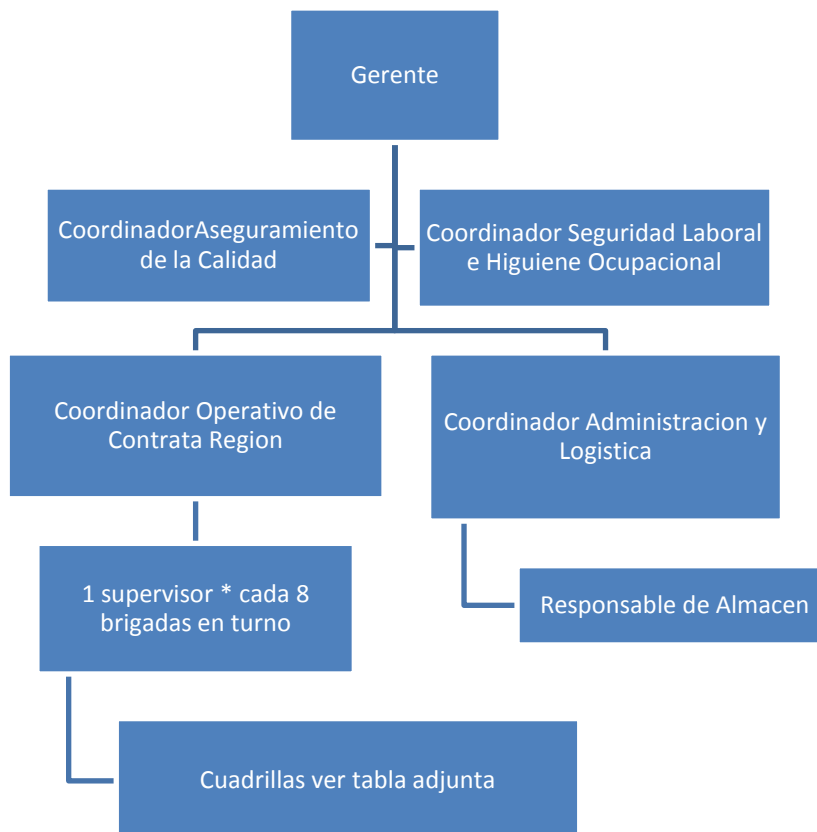 Gerente
CoordinadorAseguramiento
de la Calidad
Coordinador Seguridad Laboral
e Higuiene Ocupacional
Coordinador Operativo de
Contrata Region
Coordinador Administracion y
Logistica
1 supervisor * cada 8
brigadas en turno
Responsable de Almacen
Cuadrillas ver tabla adjunta